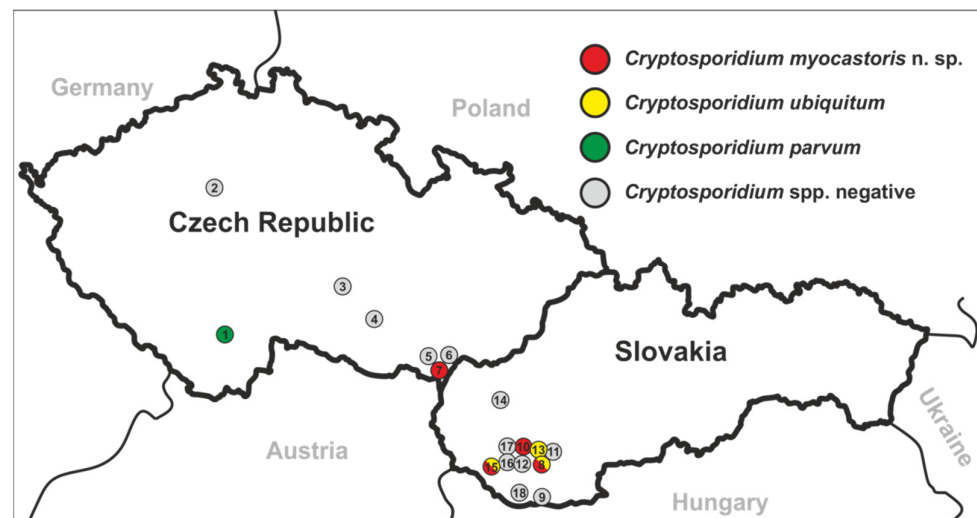 Germany
Poland
Cryptosporidium myocastoris n. sp.
Cryptosporidium ubiquitum
Cryptosporidium parvum
Cryptosporidium spp. negative
2
Czech Republic
3
4
1
5
6
7
Slovakia
14
Ukraine
Austria
17
10
13
11
15
16
12
8
18
9
Hungary